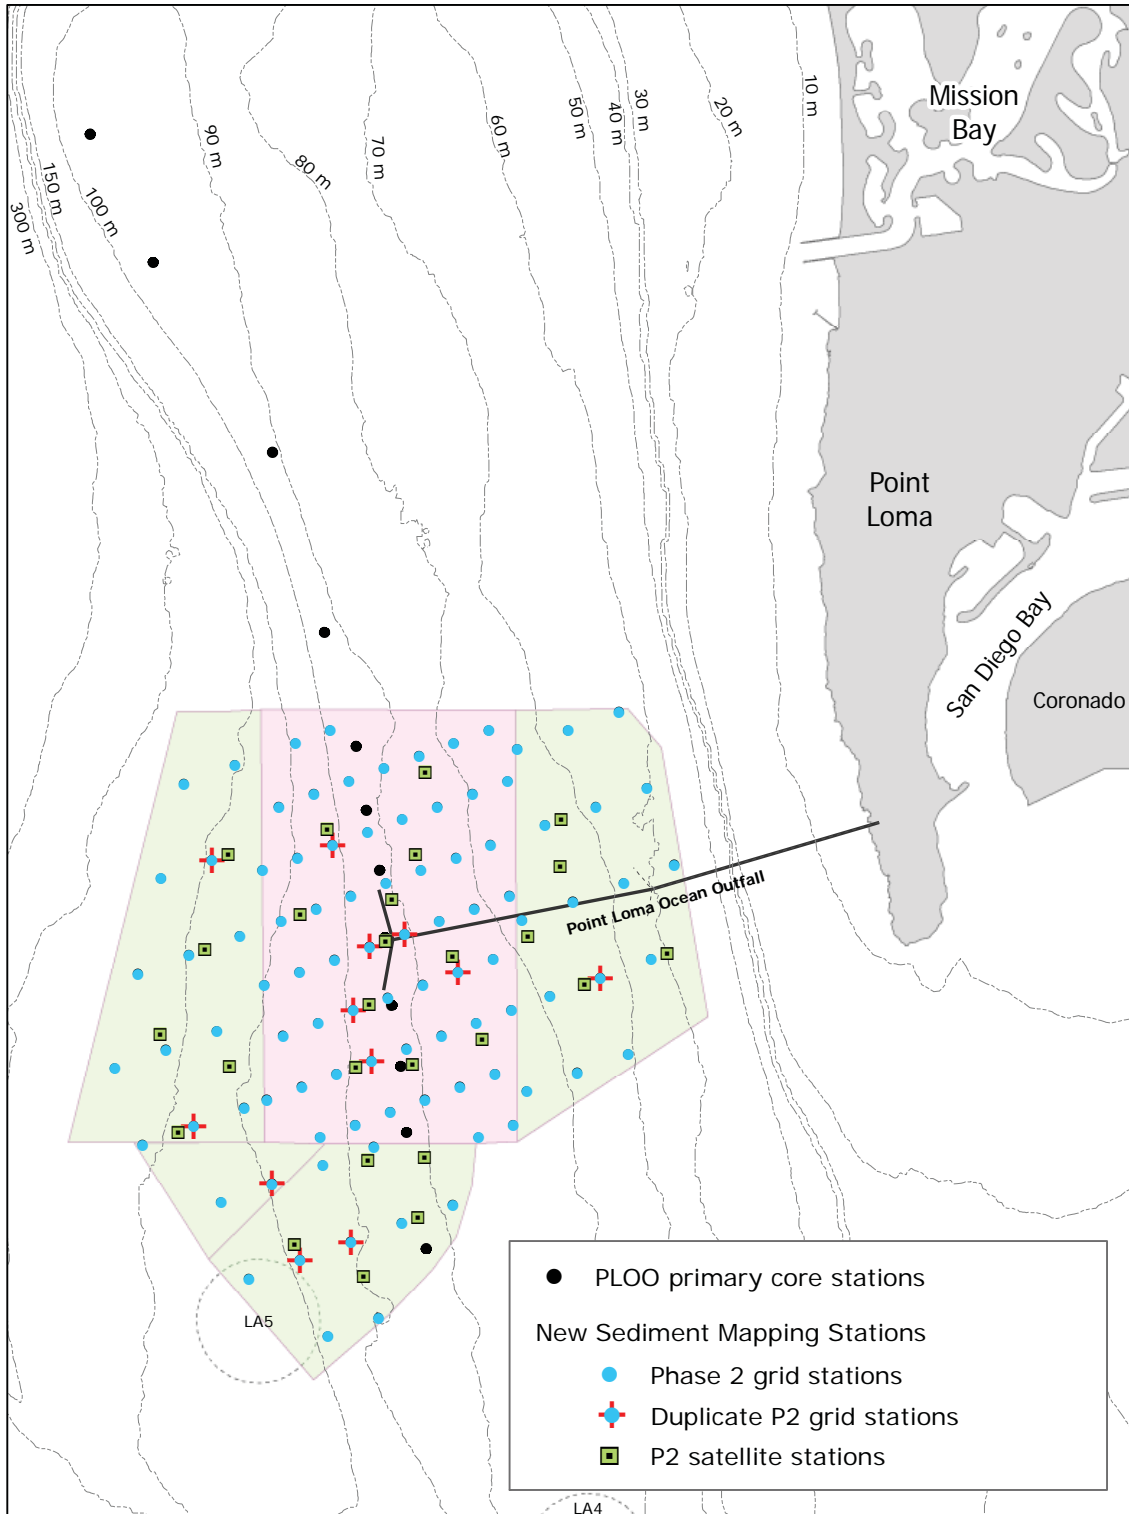 Mission
Bay
10 m
20 m
30 m
40 m
50 m
60 m
70 m
80 m
90 m
100 m
150 m
300 m
Point
Loma
San Diego Bay
Coronado
Point Loma Ocean Outfall
PLOO primary core stations
New Sediment Mapping Stations
Phase 2 grid stations
Duplicate P2 grid stations
P2 satellite stations
LA5
LA4